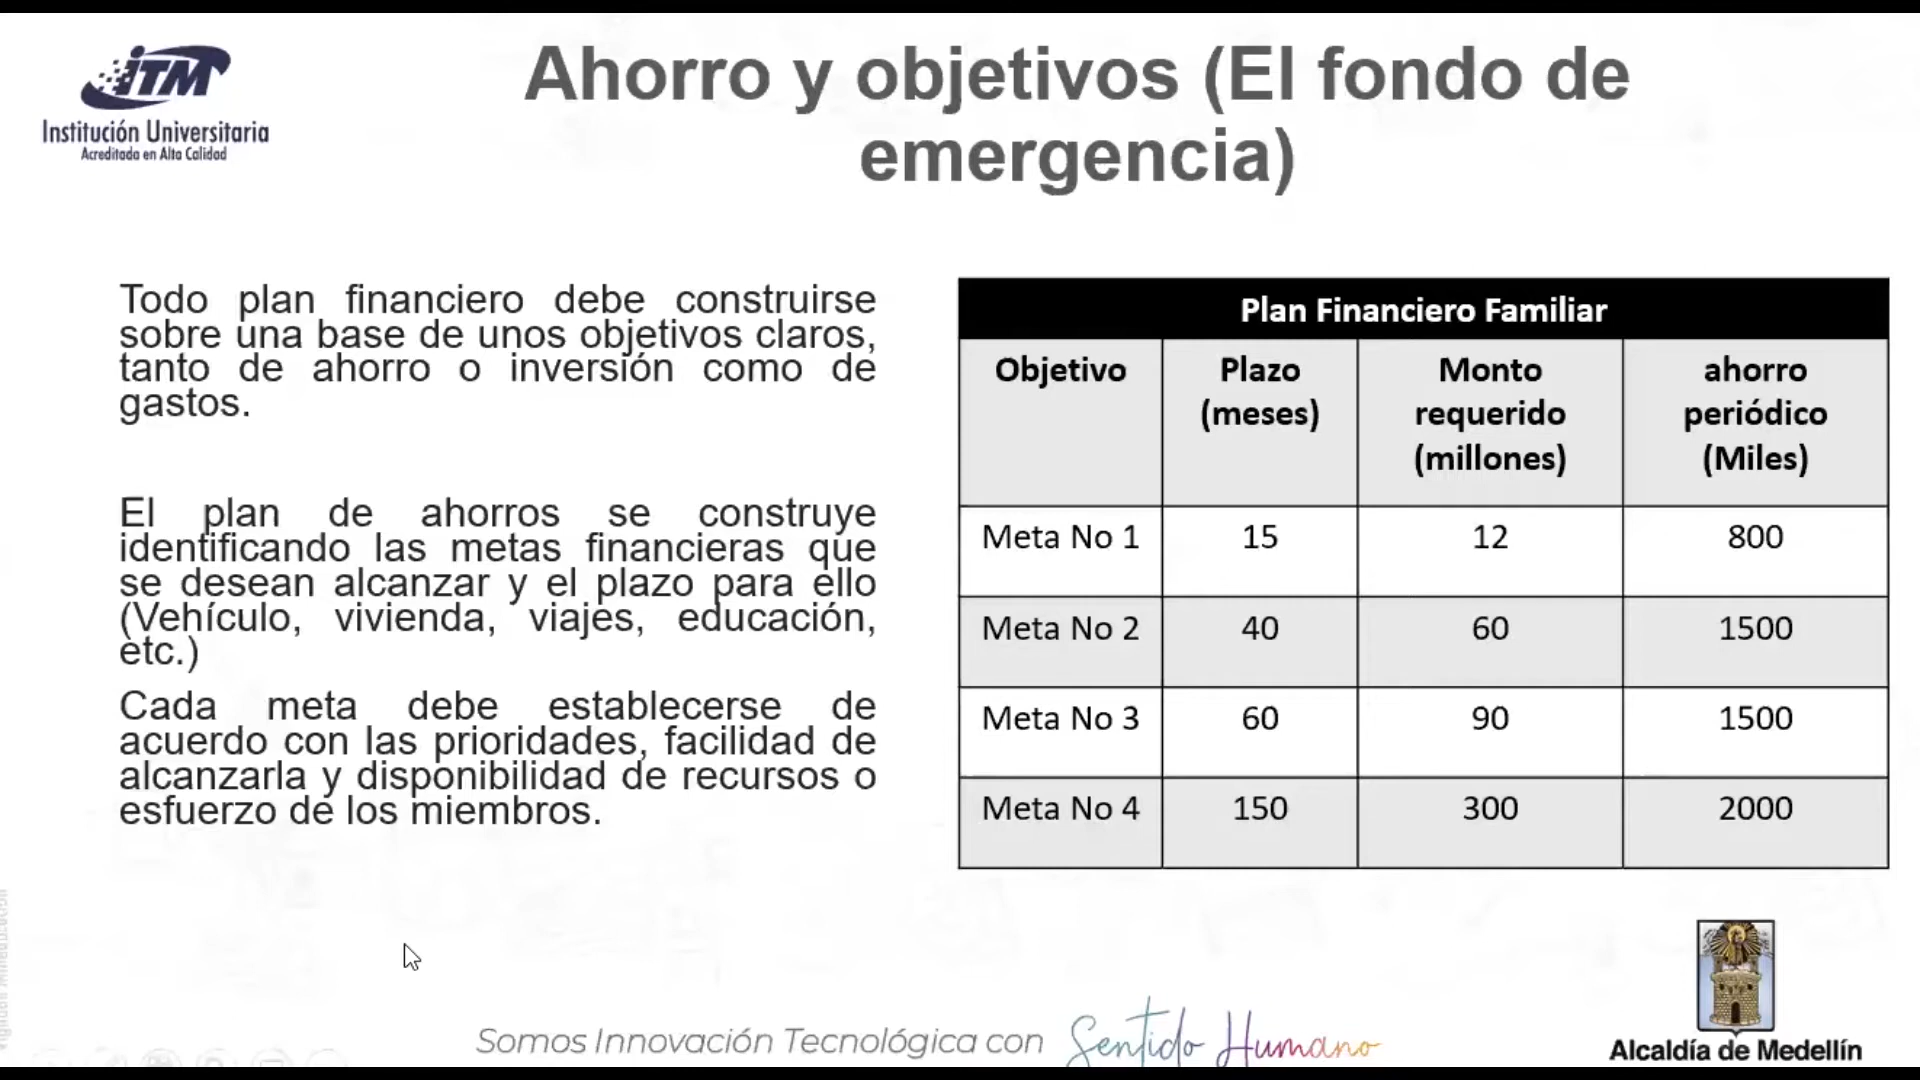 iTM
Institución Universitaria
Acreditada en Alta Calidad
Ahorro y objetivos (El fondo de
emergencia)
Todo plan financiero debe construirse
sobre una base de unos objetivos claros,
tanto de ahorro o inversión como de
gastos.
El plan de ahorros se construye
identificando las metas financieras que
se desean alcanzar y el plazo para ello
(Vehículo, vivienda, viajes, educación,
etc.)
Cada meta debe establecerse de
acuerdo con las prioridades, facilidad de
alcanzarla y disponibilidad de recursos o
esfuerzo de los miembros.
Plan Financiero Familiar
Objetivo Plazo (meses) Monto requerido (millones) ahorro periódico (Miles)
Meta No 1 15 12 800
Meta No 2 40 60 1500
Meta No 3 60 90 1500
Meta No 4 150 300 2000
Somos Innovación Tecnológica con Sentido Humano
Alcaldía de Medellín